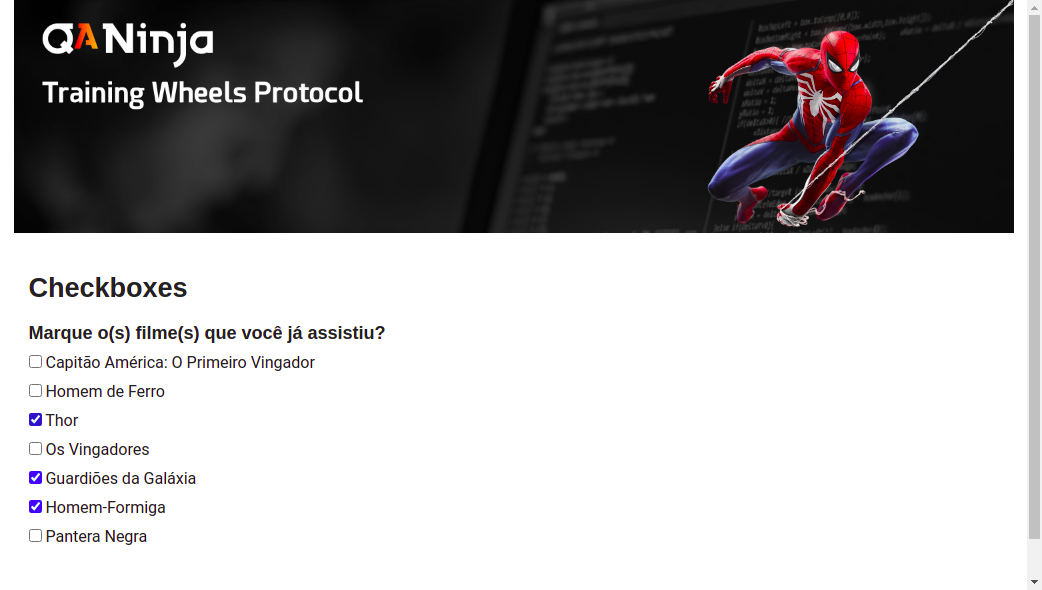 QANinja
Training Wheels Protocol
Checkboxes
Marque o(s) filme(s) que você já assistiu?
Capitão América: O Primeiro Vingador
Homem de Ferro
Thor
Os Vingadores
Guardiões da Galáxia
Homem-Formiga
Pantera Negra